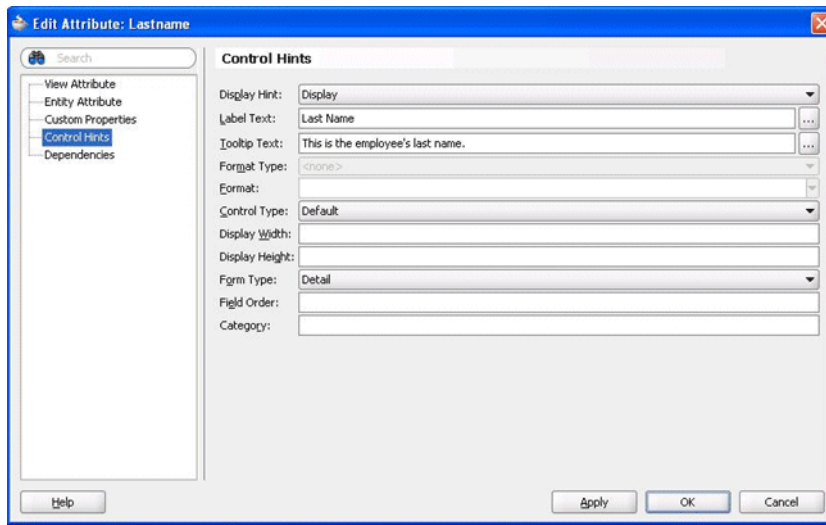 Edit Attribute: Lastname
Search
View Attribute
Entity Attribute
Custom Properties
Control Hints
Dependencies
Control Hints
Display Hint: Display
Label Text: Last Name ...
Tooltip Text: This is the employee's last name. ...
Format Type: <none>
Format:
Control Type: Default
Display Width:
Display Height:
Form Type: Detail
Field Order:
Category:
Help Apply OK Cancel